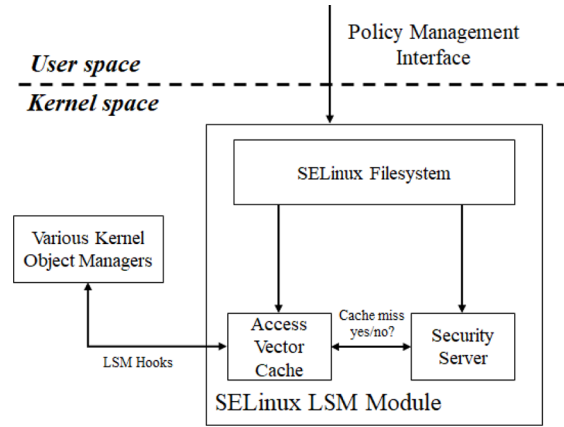 Policy Management
Interface
User space
Kernel space
SELinux Filesystem
Various Kernel
Object Managers
Cache miss
yes/no?
Access
Vector
Cache
Security
Server
LSM Hooks
SELinux LSM Module